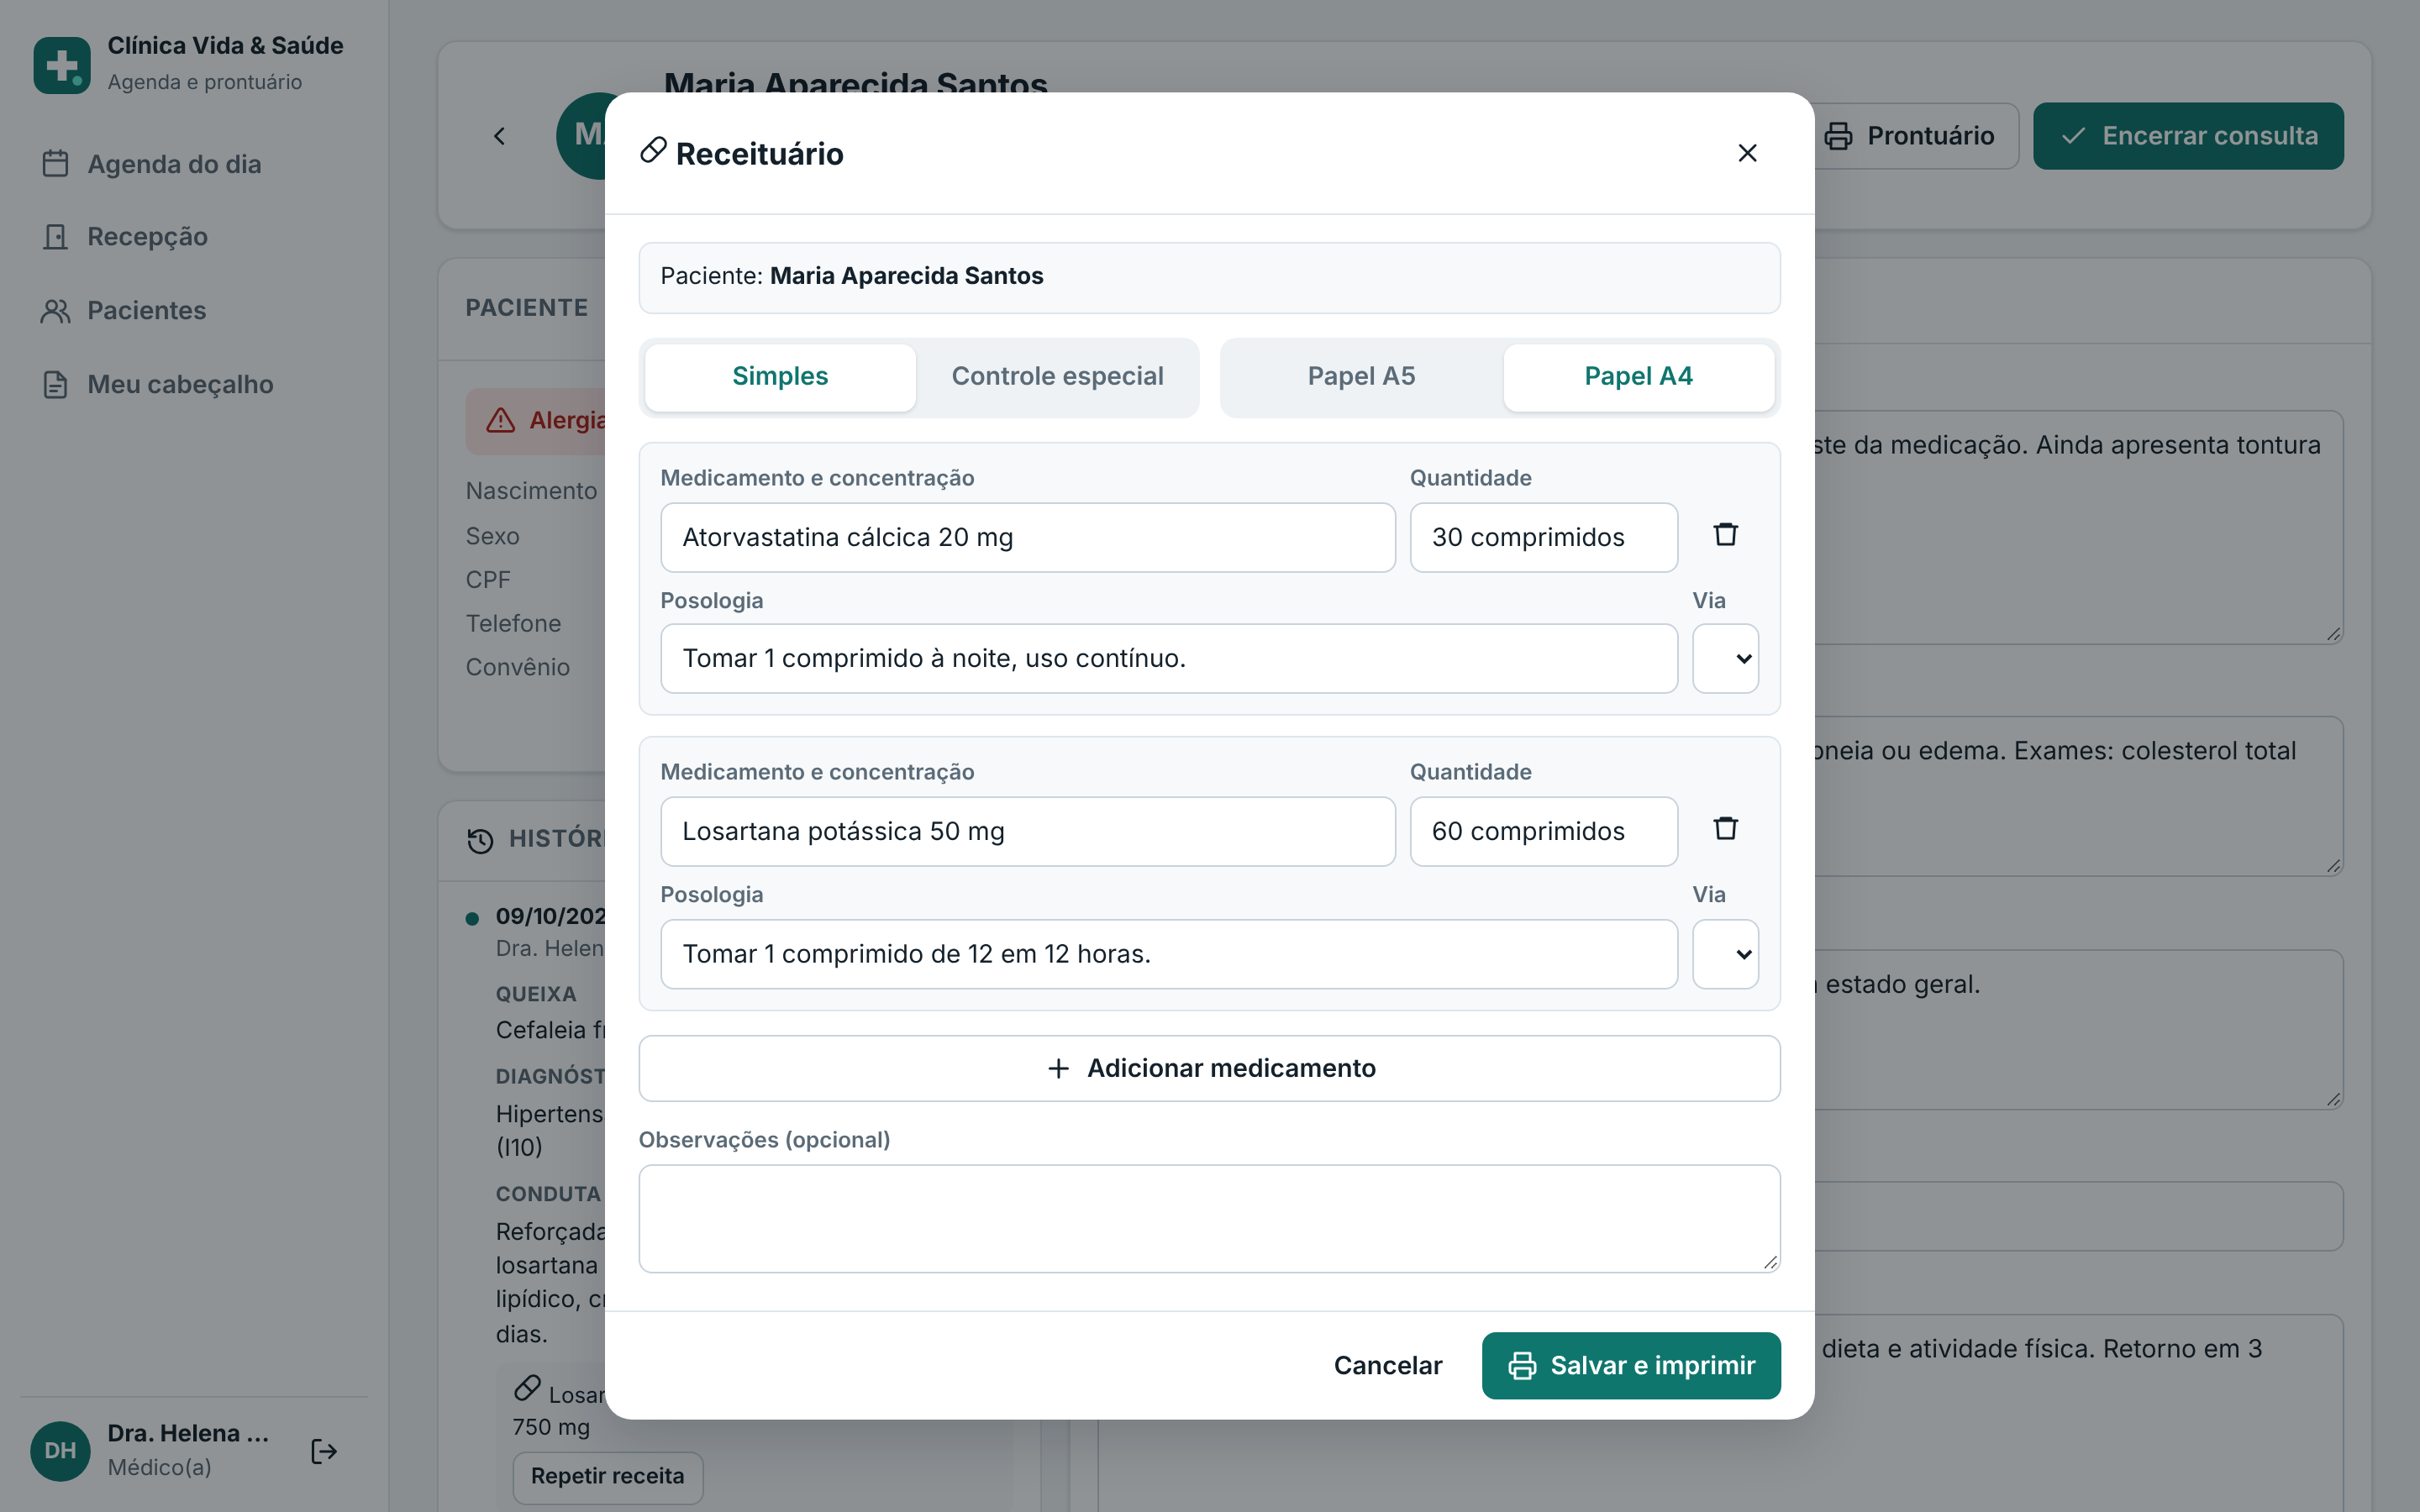 Clínica Vida & Saúde
Agenda e prontuário
Agenda do dia
Recepção
Pacientes
Meu cabeçalho
Dra. Helena ...
Médico(a)
DH
Maria Aparecida Santos
Prontuário
Encerrar consulta
PACIENTE
Alergia
Nascimento
Sexo
CPF
Telefone
Convênio
09/10/202
Dra. Helen
QUEIXA
Cefaleia
(I10)
CONDUTA
Reforçada
losartana
lipídico,
dias.
750 mg
Repetir receita
Receituário
Paciente: Maria Aparecida Santos
Simples
Controle especial
Papel A5
Papel A4
Medicamento e concentração
Quantidade
Atorvastatina cálcica 20 mg
30 comprimidos
Posologia
Via
Tomar 1 comprimido à noite, uso contínuo.
Medicamento e concentração
Quantidade
Losartana potássica 50 mg
60 comprimidos
Posologia
Via
Tomar 1 comprimido de 12 em 12 horas.
Adicionar medicamento
Observações (opcional)
Cancelar
Salvar e imprimir
da medicação. Ainda apresenta tontura
ou edema. Exames: colesterol total
estado geral.
dieta e atividade física. Retorno em 3